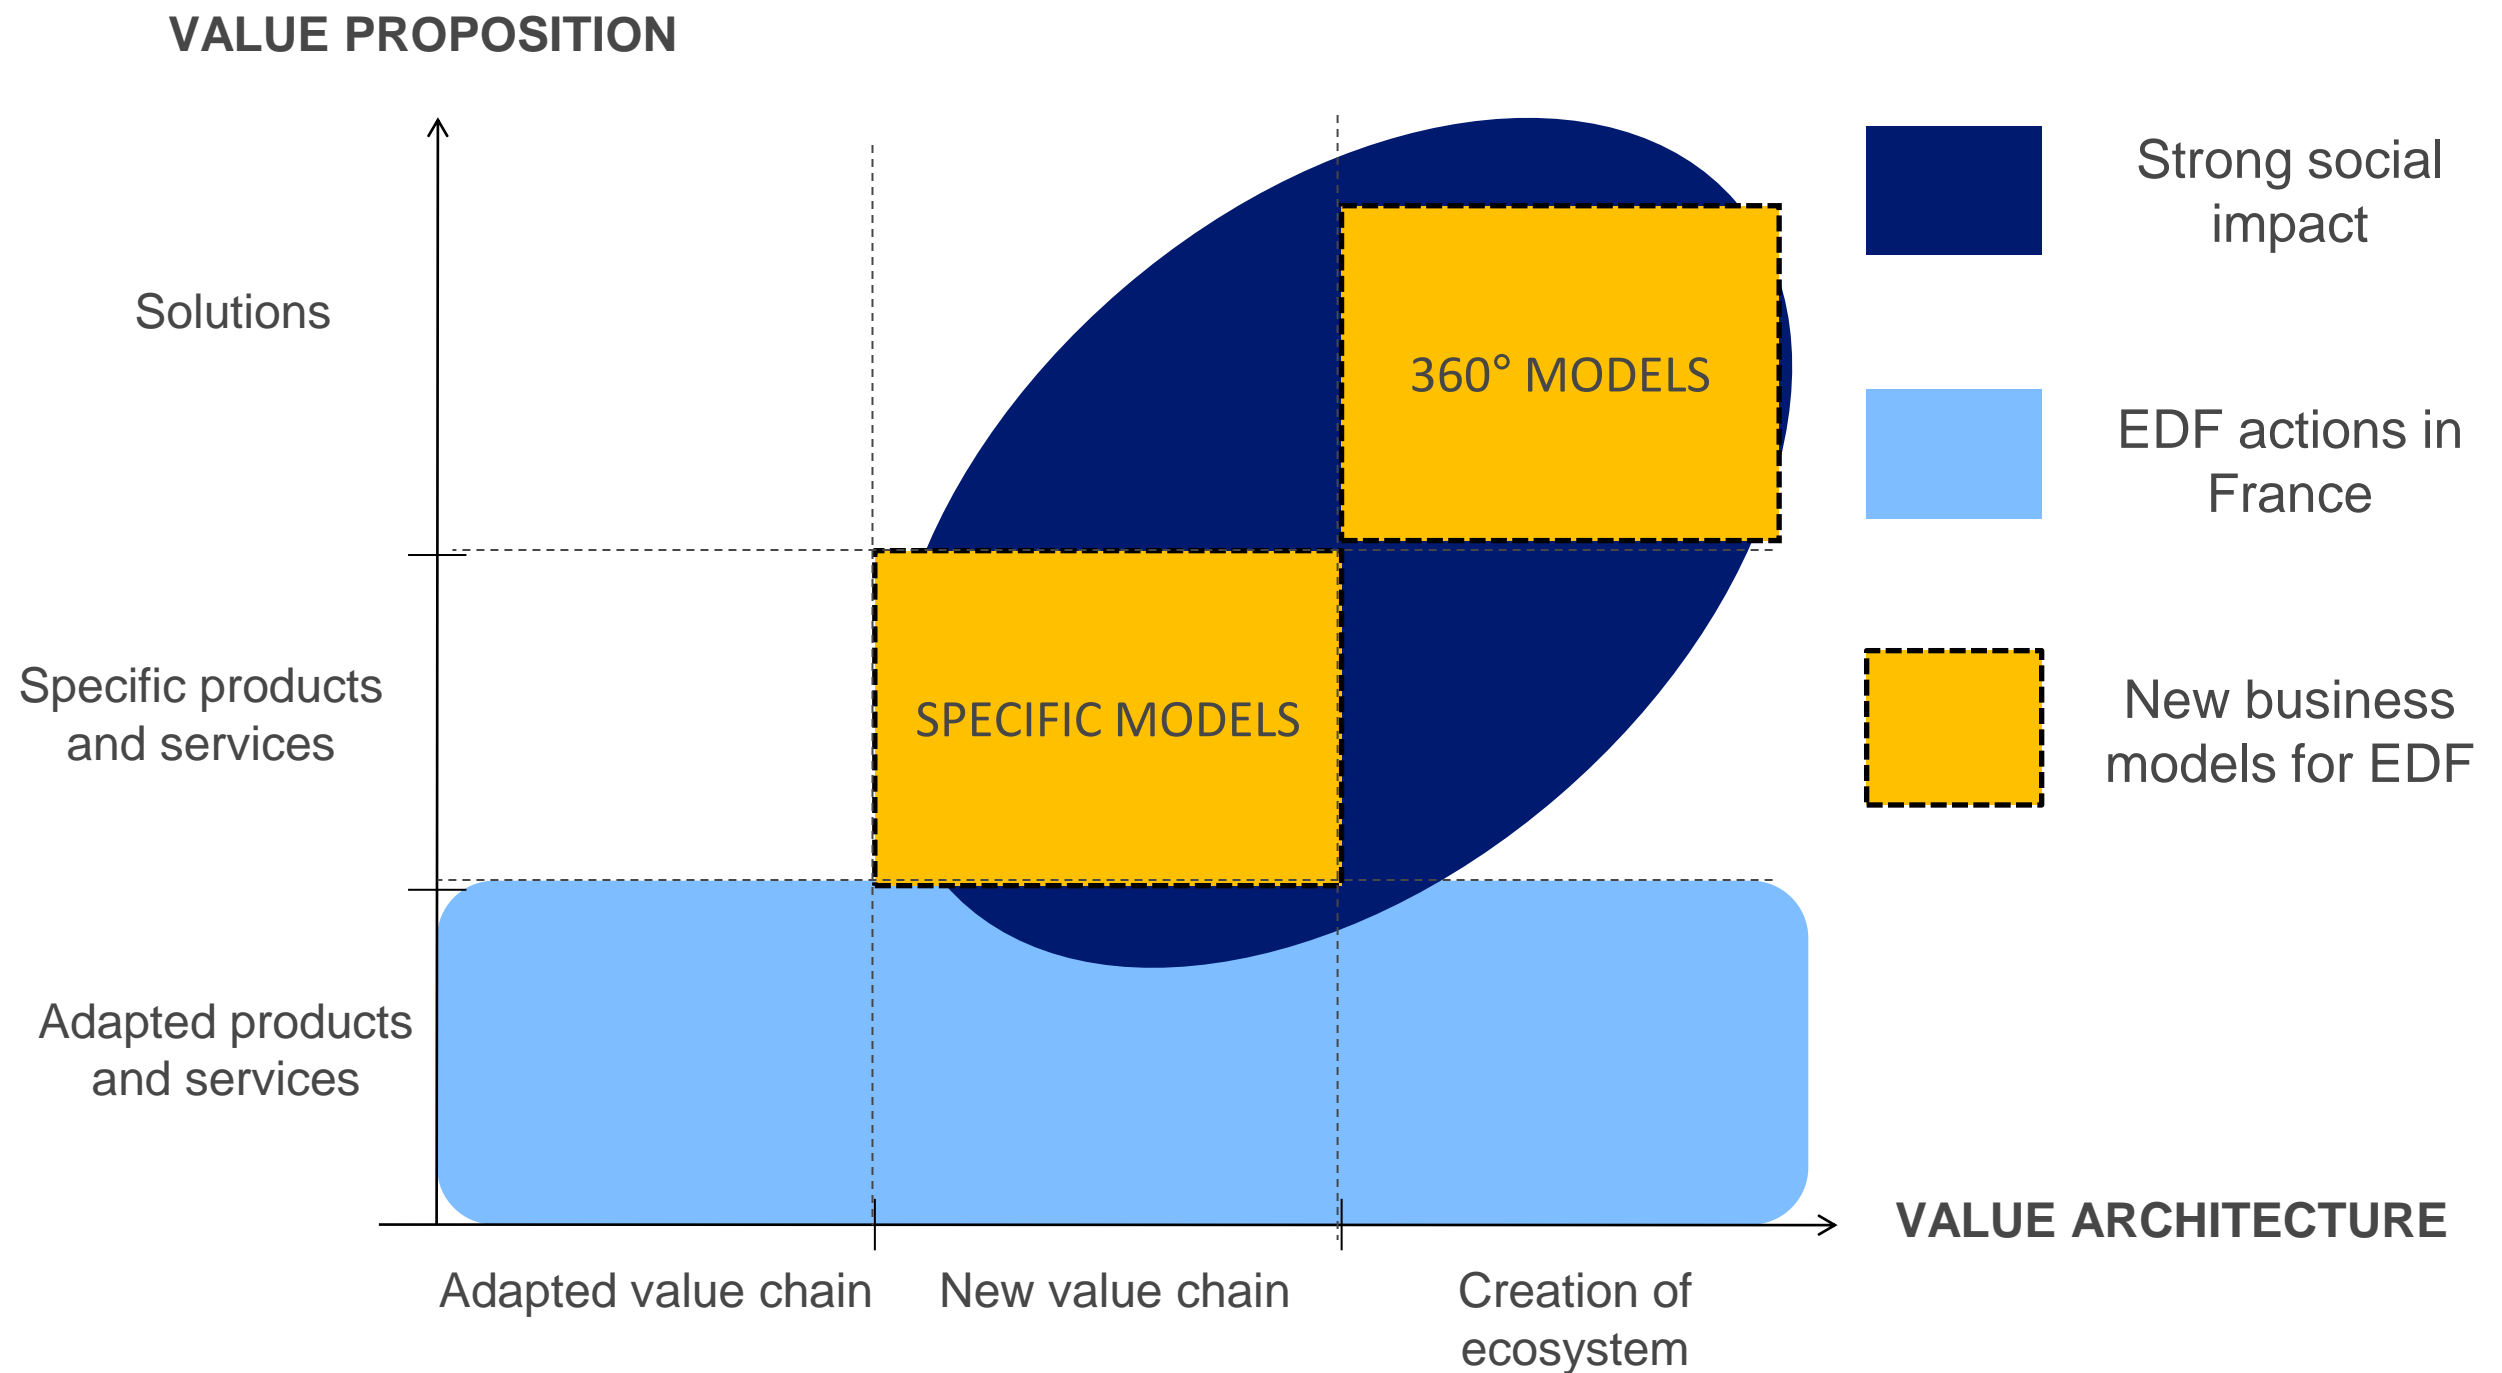 VALUE PROPOSITION
Strong social
impact
Solutions
360° MODELS
EDF actions in
France
Specific products
and services
SPECIFIC MODELS
New business
models for EDF
Adapted products
and services
VALUE ARCHITECTURE
Adapted value chain
New value chain
Creation of
ecosystem